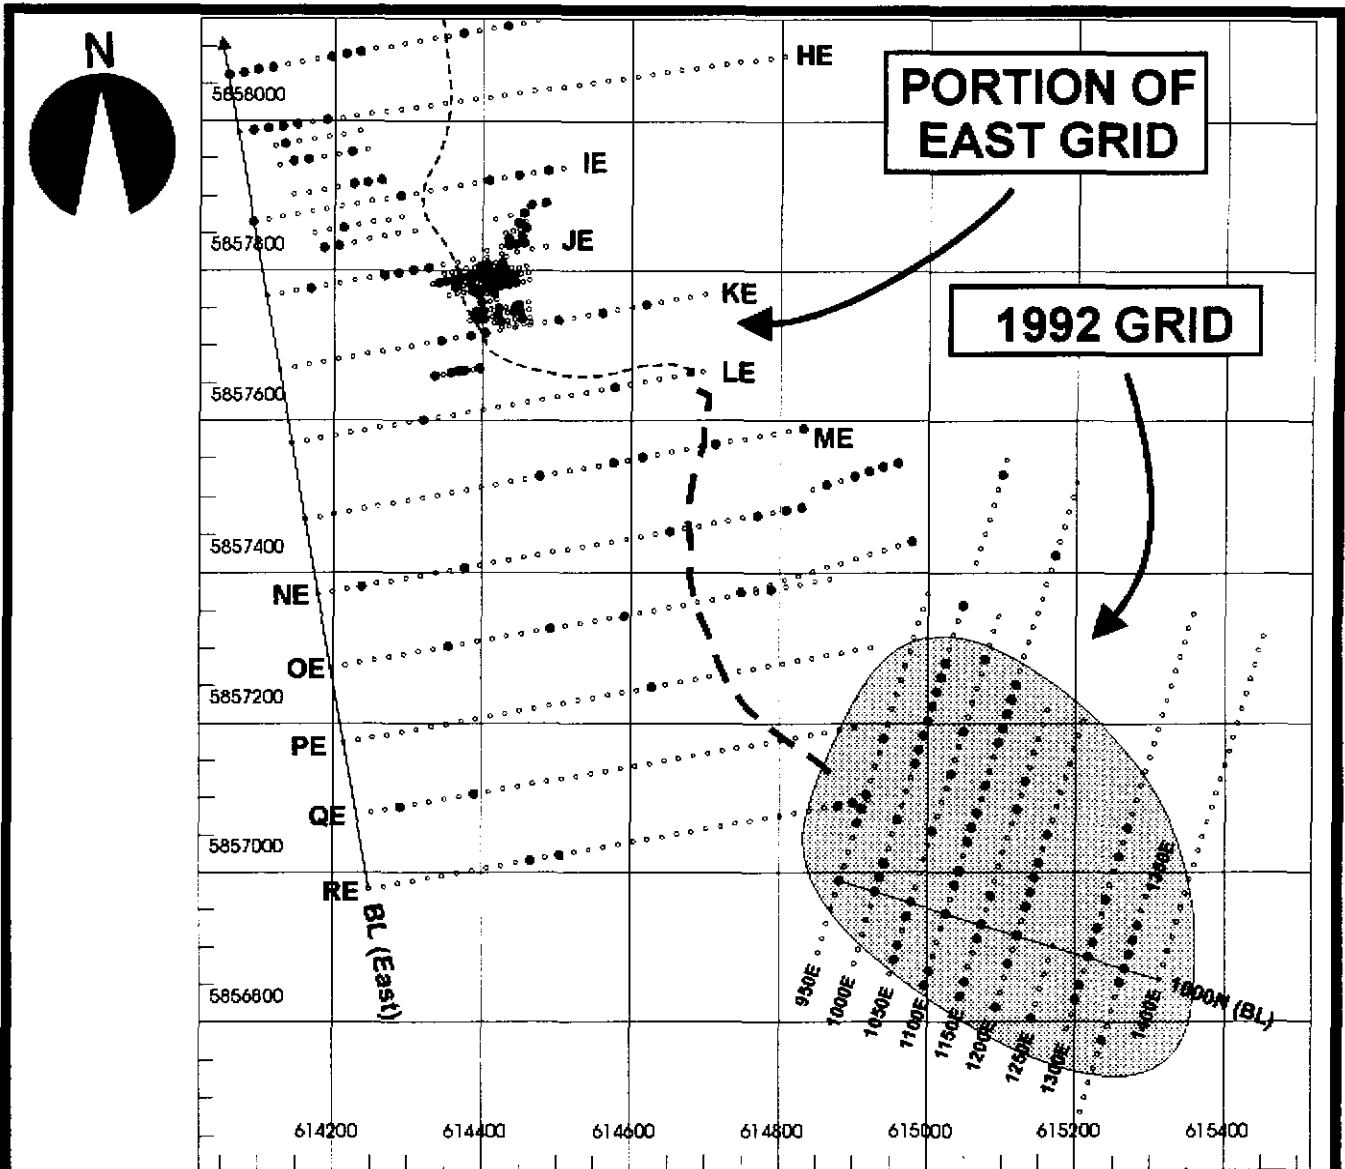 N
HE
5858000
PORTION OF
EAST GRID
IE
JE
5857800
KE
1992 GRID
LE
5857600
ME
5857400
NE
OE
5857200
PE
QE
5857000
RE
1350E
BL (East)
950E
1000E
1050E
1100E
1150E
1200E
1250E
1300E
1400E
1000N (BL)
5856800
614200
614400
614600
614800
615000
615200
615400